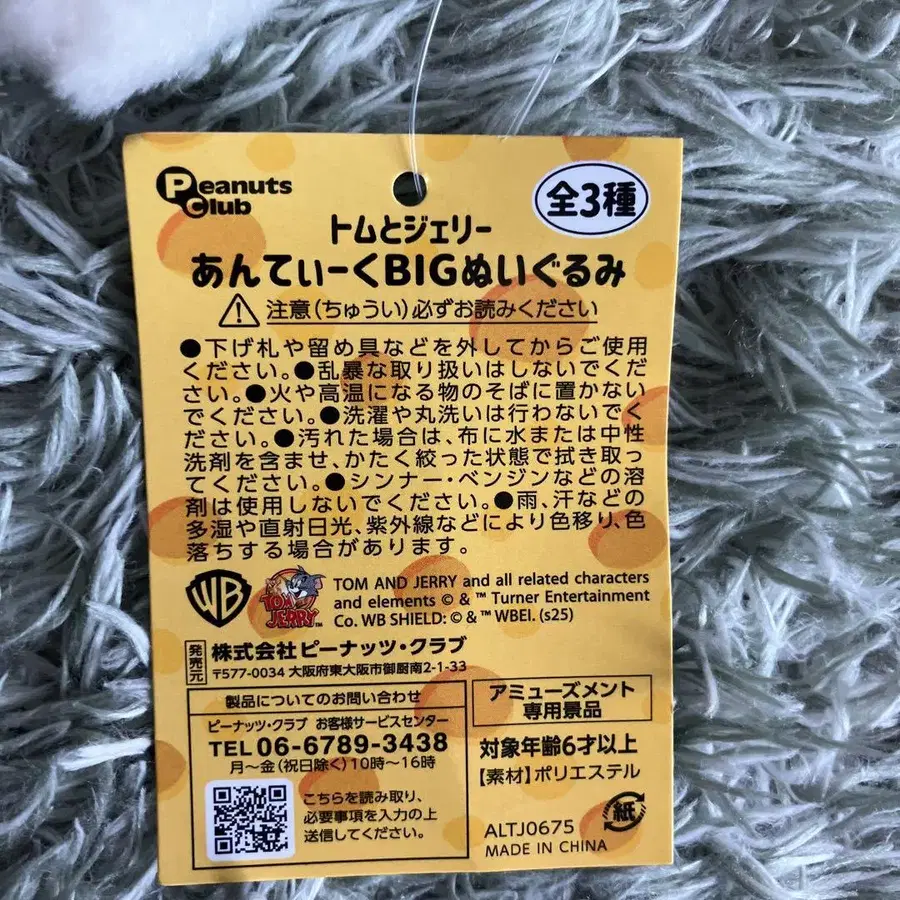 Peanuts
Club
全3種
トムとジェリー
あんてぃーくBIGぬいぐるみ
注意(ちゅうい)必ずお読みください
●下げ札や留め具などを外してからご使用
ください。●乱暴な取り扱いはしないでくだ
さい。●火や高温になる物のそばに置かない
でください。●洗濯や丸洗いは行わないでく
ださい。●汚れた場合は、布に水または中性
洗剤を含ませ、かたく絞った状態で拭き取っ
てください。●シンナー・ベンジンなどの溶
剤は使用しないでください。●雨、汗などの
多湿や直射日光、紫外線などにより色移り、色
落ちする場合があります。
WB
TOM AND JERRY
TOM AND JERRY and all related characters
and elements © & ™ Turner Entertainment
Co. WB SHIELD: © & ™ WBEI. (s25)
発売元
株式会社ピーナッツ・クラブ
〒577-0034 大阪府東大阪市御厨南2-1-33
製品についてのお問い合わせ
ピーナッツ・クラブ お客様サービスセンター
TEL 06-6789-3438
月〜金(祝日除く)10時〜16時
こちらを読み取り、
必要事項を入力の上
送信してください。
アミューズメント
専用景品
対象年齢6才以上
【素材】ポリエステル
紙
ALTJ0675
MADE IN CHINA